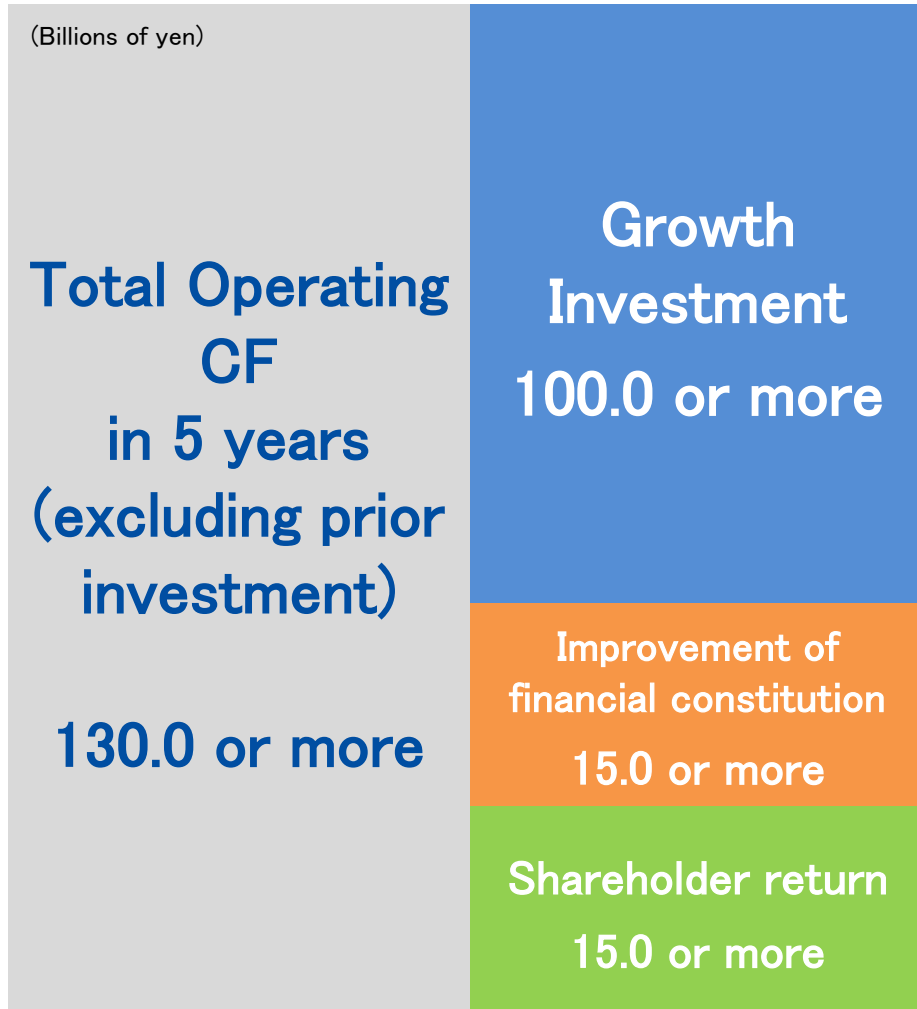 (Billions of yen)
Total Operating
CF
in 5 years
(excluding prior
investment)
130.0 or more
Growth
Investment
100.0 or more
Improvement of
financial constitution
15.0 or more
Shareholder return
15.0 or more